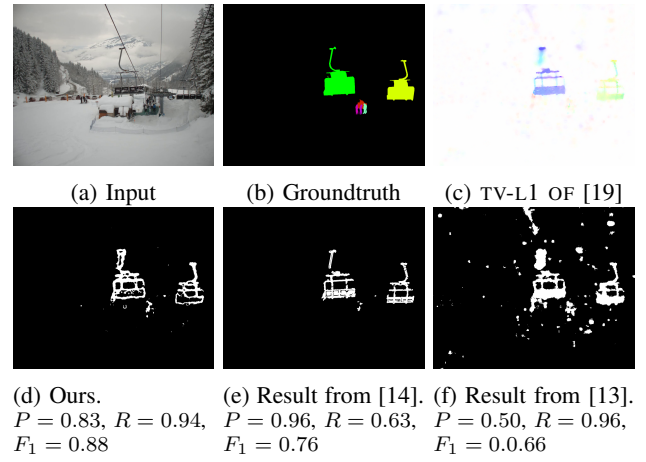 (a) Input
(b) Groundtruth
(c) TV-L1 OF [19]
(d) Ours.
P = 0.83, R = 0.94,
F1 = 0.88
(e) Result from [14].
P = 0.96, R = 0.63,
F1 = 0.76
(f) Result from [13].
P = 0.50, R = 0.96,
F1 = 0.0.66